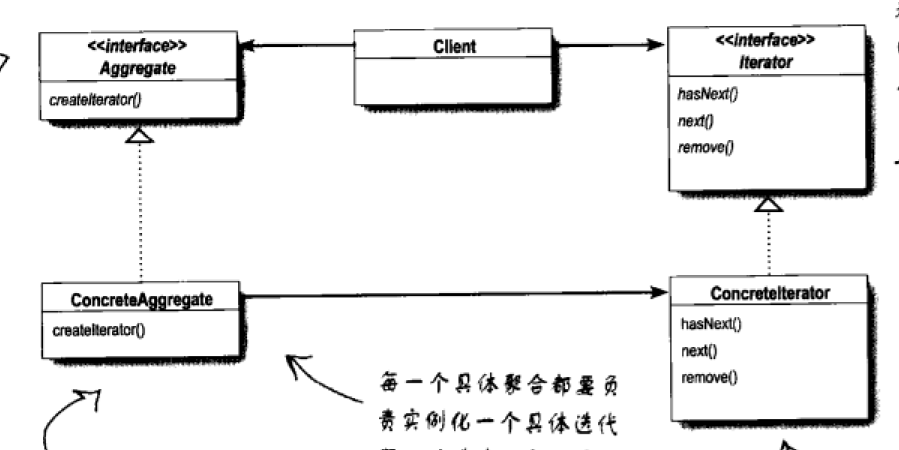 <<interface>>
Aggregate
createIterator()
Client
<<interface>>
Iterator
hasNext()
next()
remove()
ConcreteAggregate
createIterator()
ConcreteIterator
hasNext()
next()
remove()
每一个具体聚合都要负
责实例化一个具体迭代